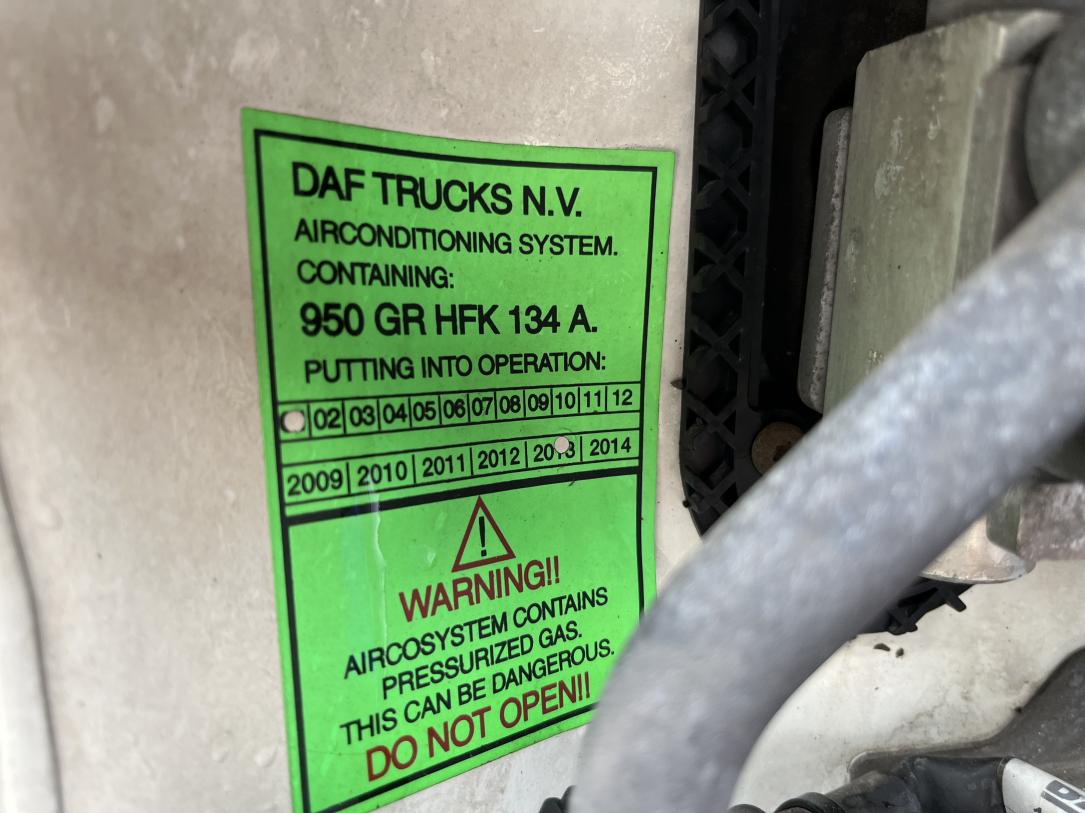 DAF TRUCKS N.V.
AIRCONDITIONING SYSTEM.
CONTAINING:
950 GR HFK 134 A.
PUTTING INTO OPERATION:
02 03 04 05 06 07 08 09 10 11 12
2009 2010 2011 2012 2013 2014
!
WARNING!!
AIRCOSYSTEM CONTAINS
PRESSURIZED GAS.
THIS CAN BE DANGEROUS.
DO NOT OPEN!!